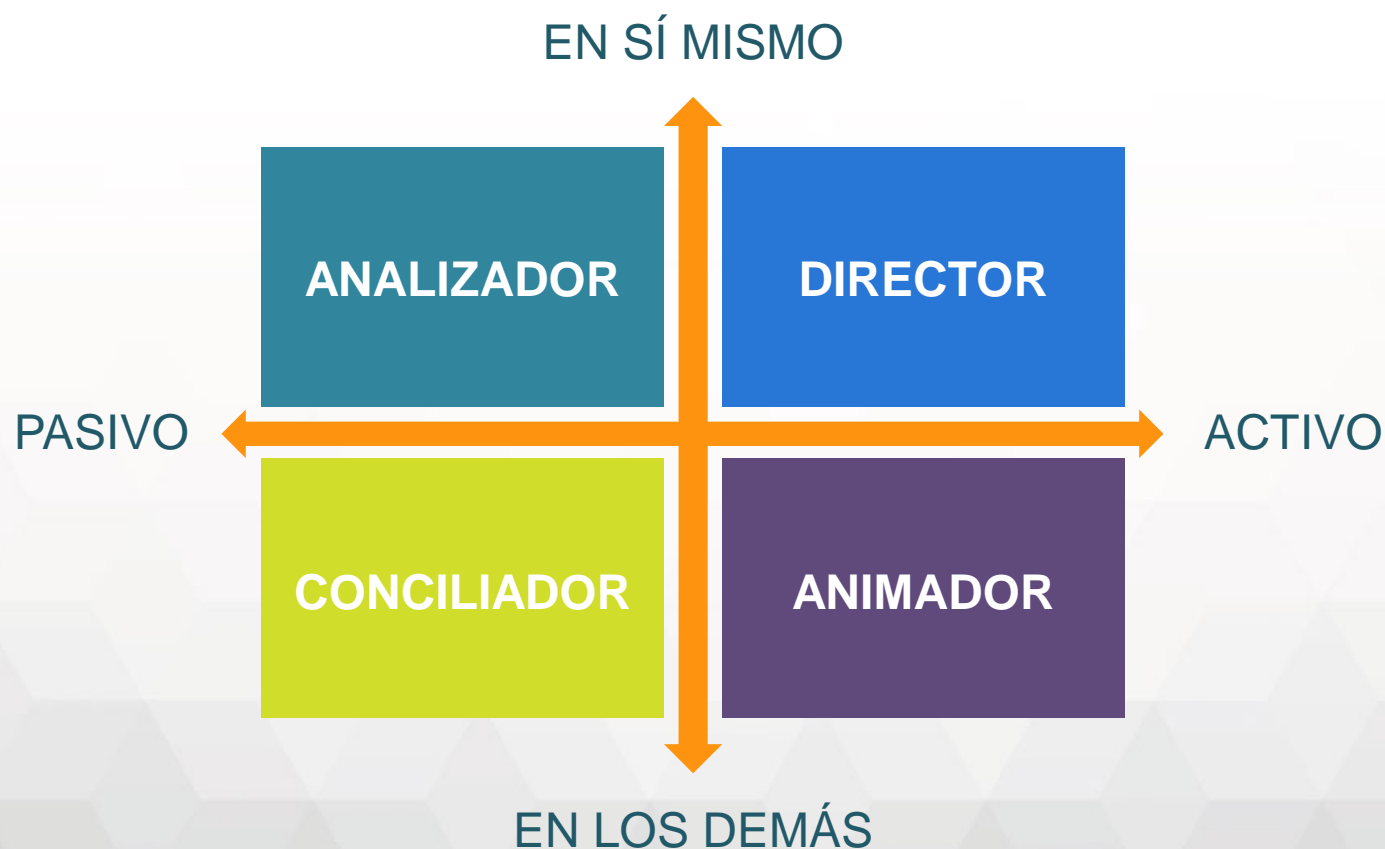 EN SÍ MISMO
ANALIZADOR
DIRECTOR
PASIVO
ACTIVO
CONCILIADOR
ANIMADOR
EN LOS DEMÁS